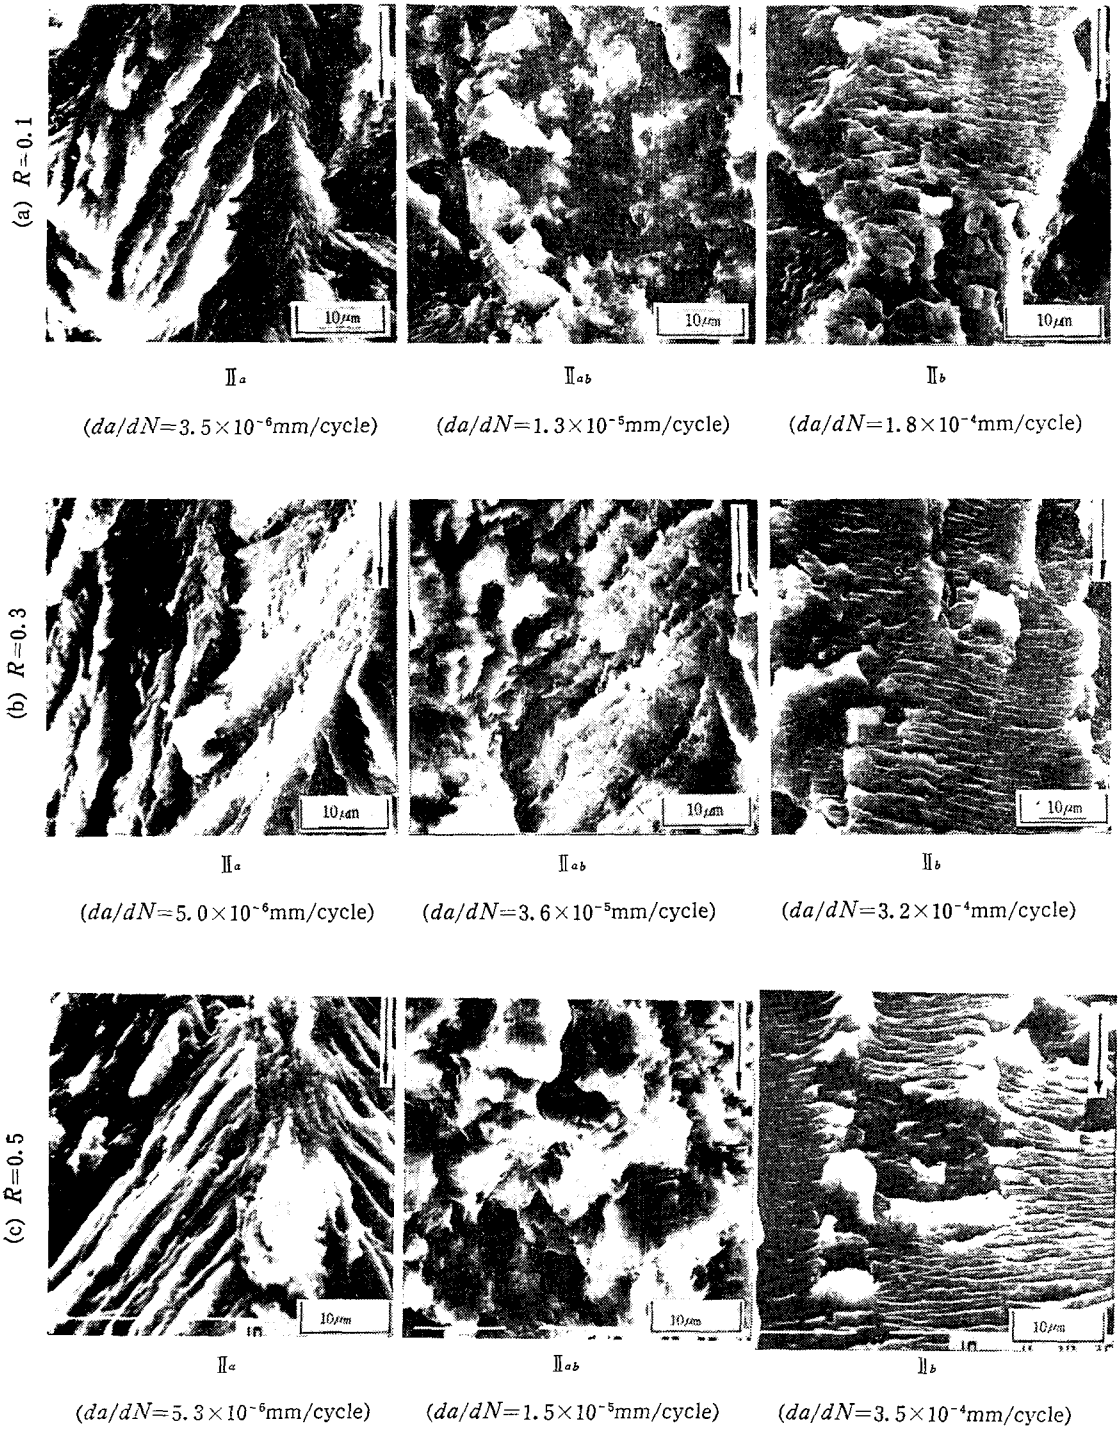 (a) R=0.1
10μm
10μm
10μm
Ⅱa
Ⅱab
Ⅱb
(da/dN=3.5×10⁻⁶mm/cycle)
(da/dN=1.3×10⁻⁵mm/cycle)
(da/dN=1.8×10⁻⁴mm/cycle)
(b) R=0.3
10μm
10μm
10μm
Ⅱa
Ⅱab
Ⅱb
(da/dN=5.0×10⁻⁶mm/cycle)
(da/dN=3.6×10⁻⁵mm/cycle)
(da/dN=3.2×10⁻⁴mm/cycle)
(c) R=0.5
10μm
10μm
10μm
Ⅱa
Ⅱab
Ⅱb
(da/dN=5.3×10⁻⁶mm/cycle)
(da/dN=1.5×10⁻⁵mm/cycle)
(da/dN=3.5×10⁻⁴mm/cycle)